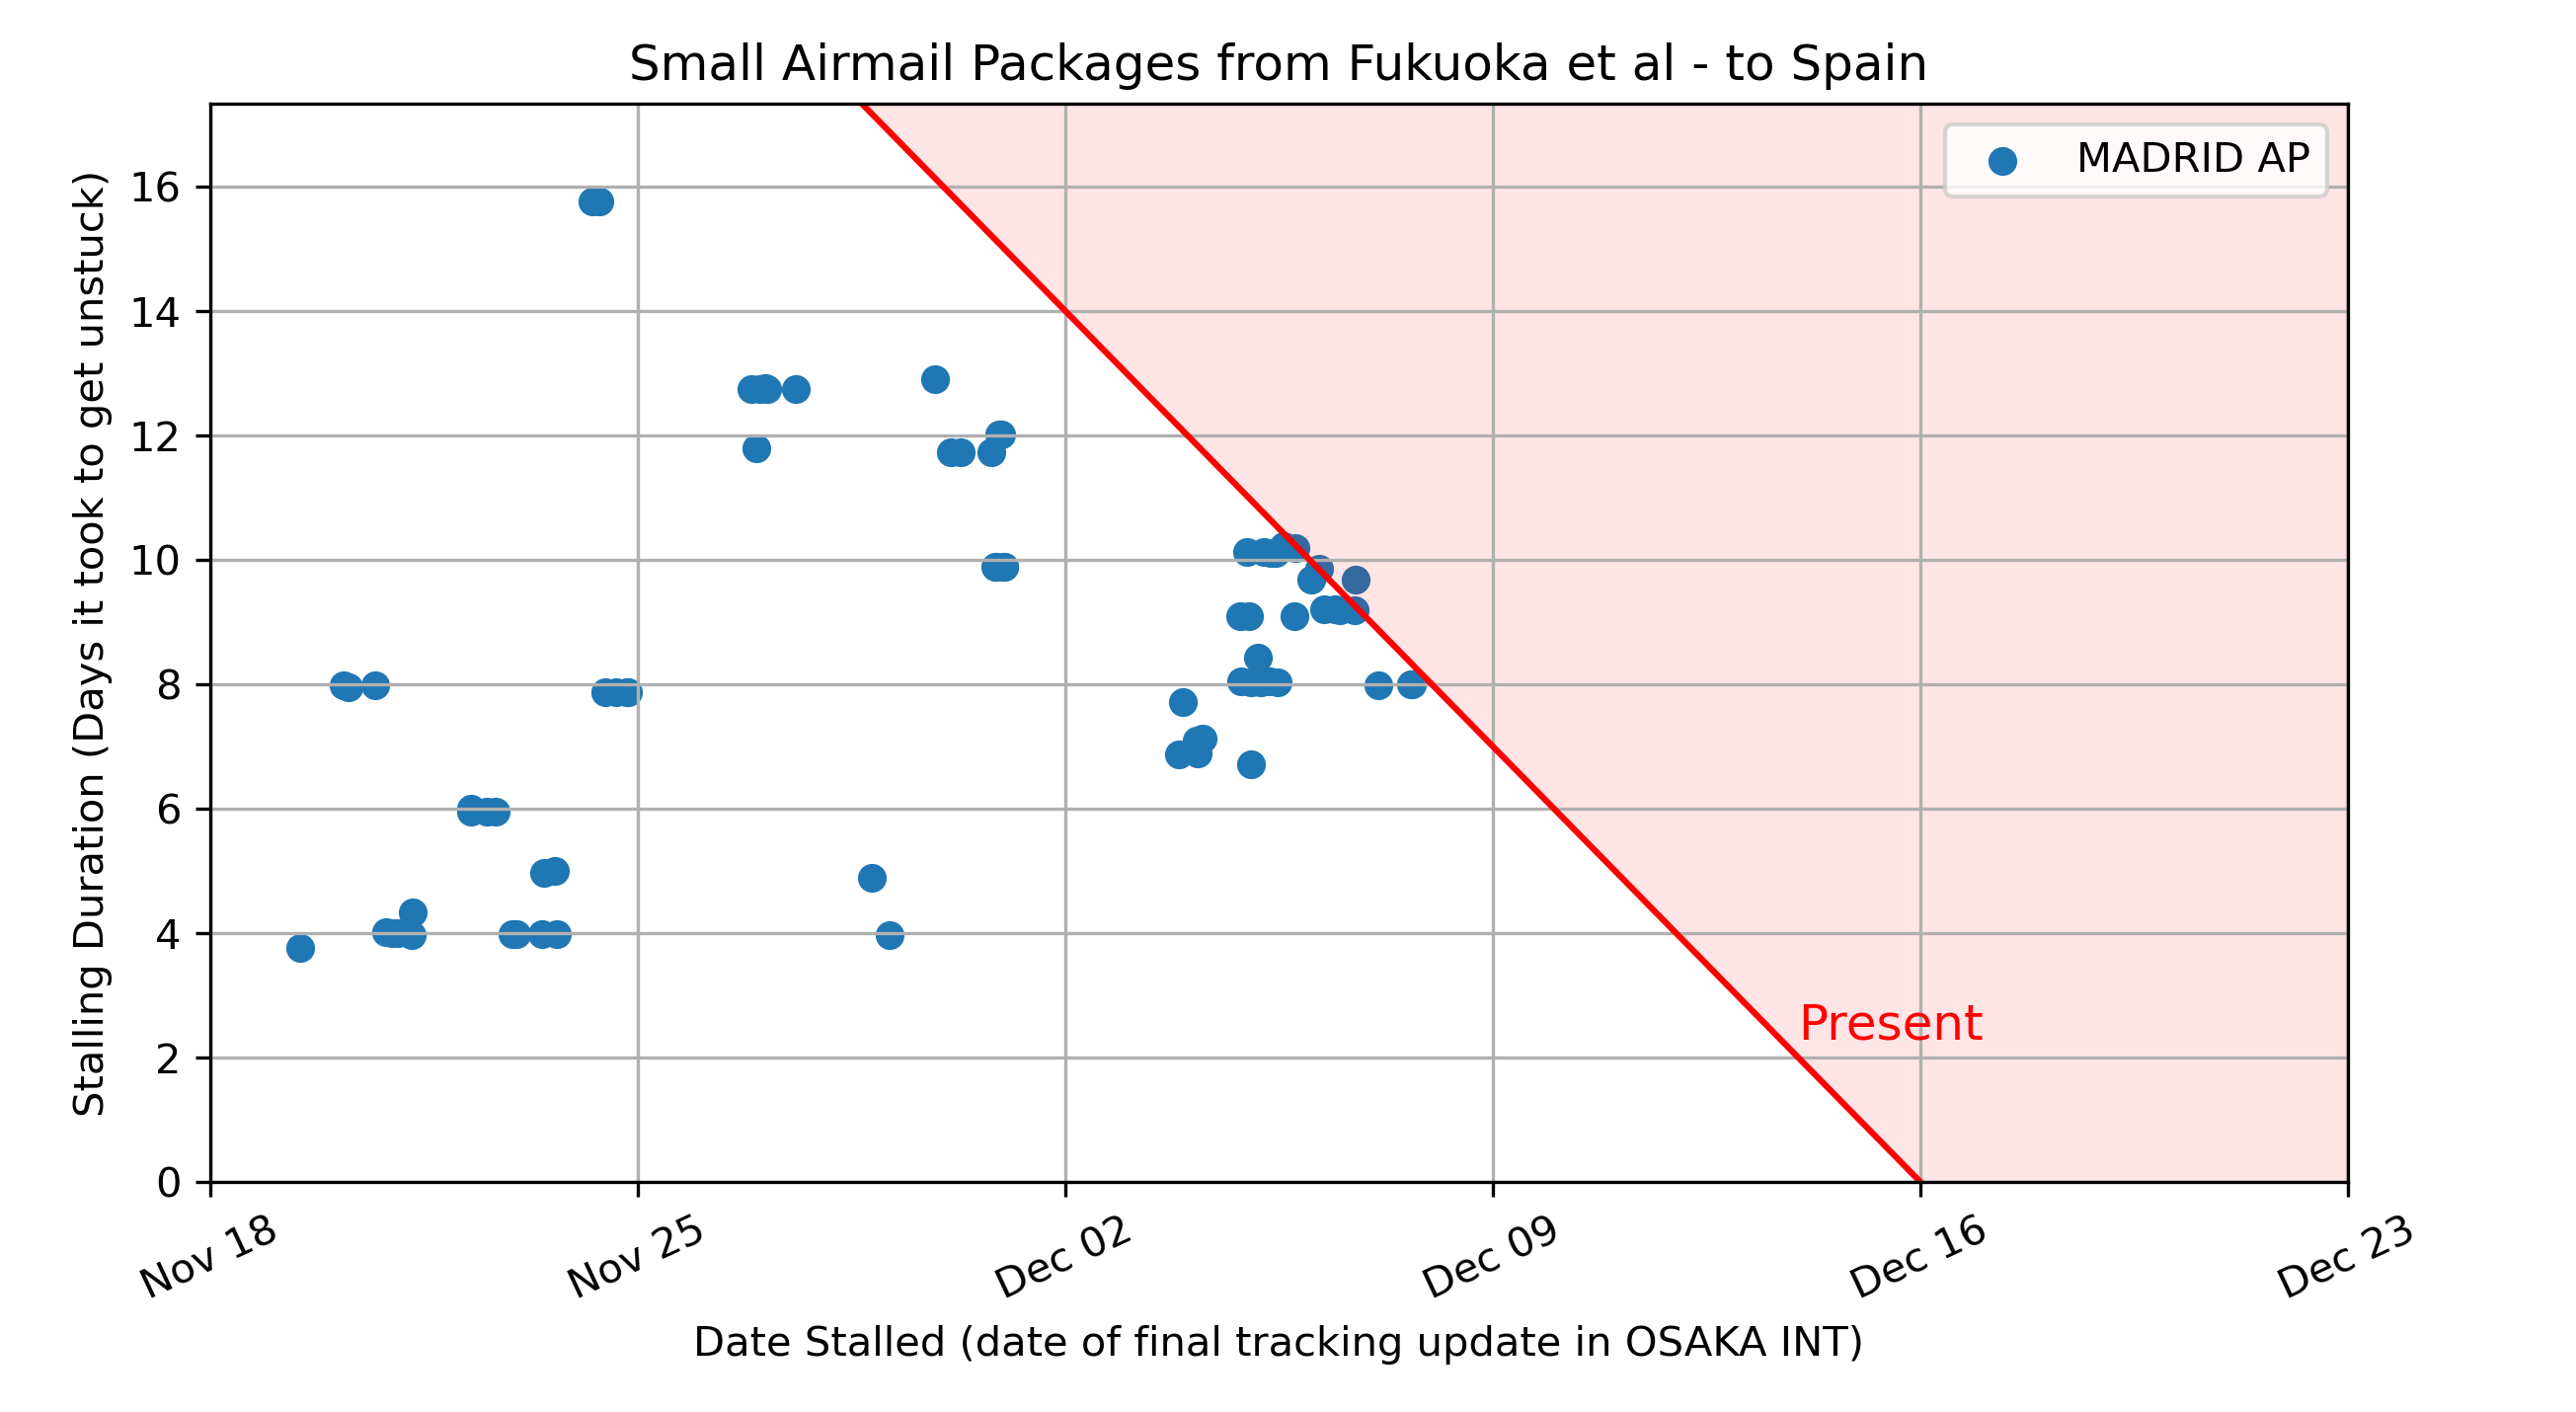 Small Airmail Packages from Fukuoka et al - to Spain
MADRID AP
Stalling Duration (Days it took to get unstuck)
16
14
12
10
8
6
4
2
0
Present
Nov 18
Nov 25
Dec 02
Dec 09
Dec 16
Dec 23
Date Stalled (date of final tracking update in OSAKA INT)